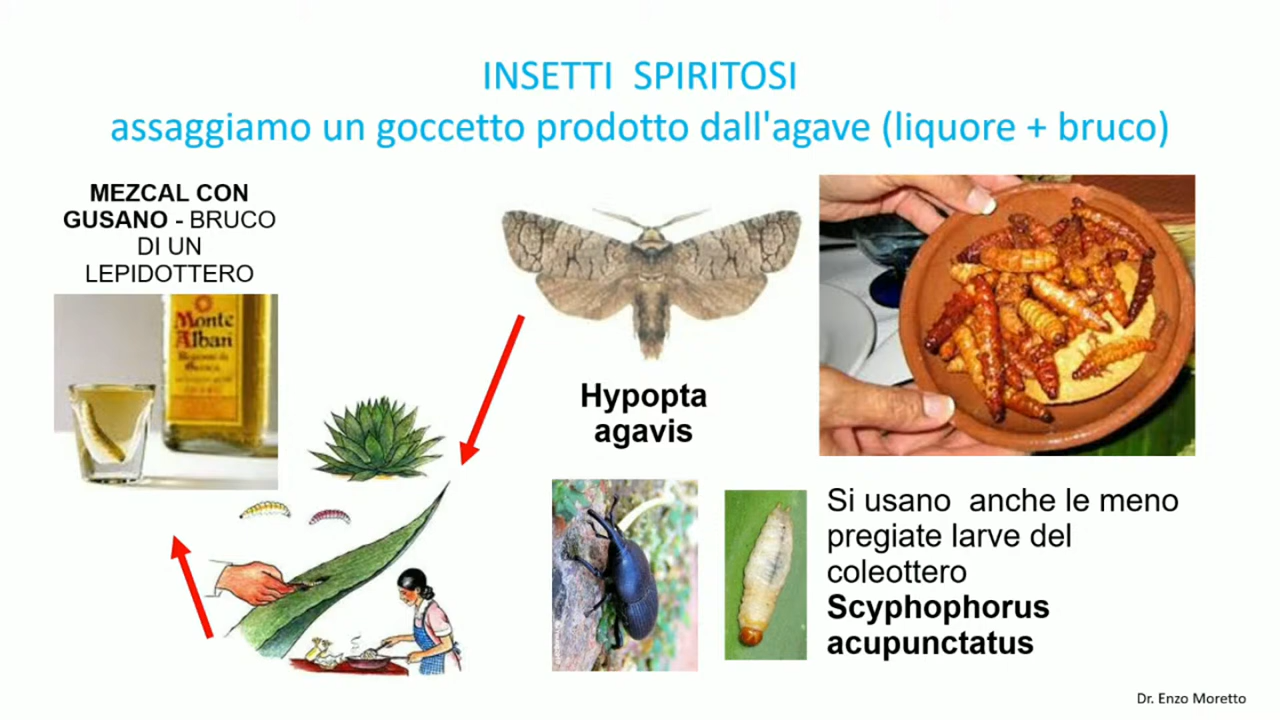 INSETTI SPIRITOSI
assaggiamo un goccetto prodotto dall'agave (liquore + bruco)
MEZCAL CON
GUSANO - BRUCO
DI UN
LEPIDOTTERO
Monte
Alban
Hypopta
agavis
Si usano anche le meno
pregiate larve del
coleottero
Scyphophorus
acupunctatus
Dr. Enzo Moretto